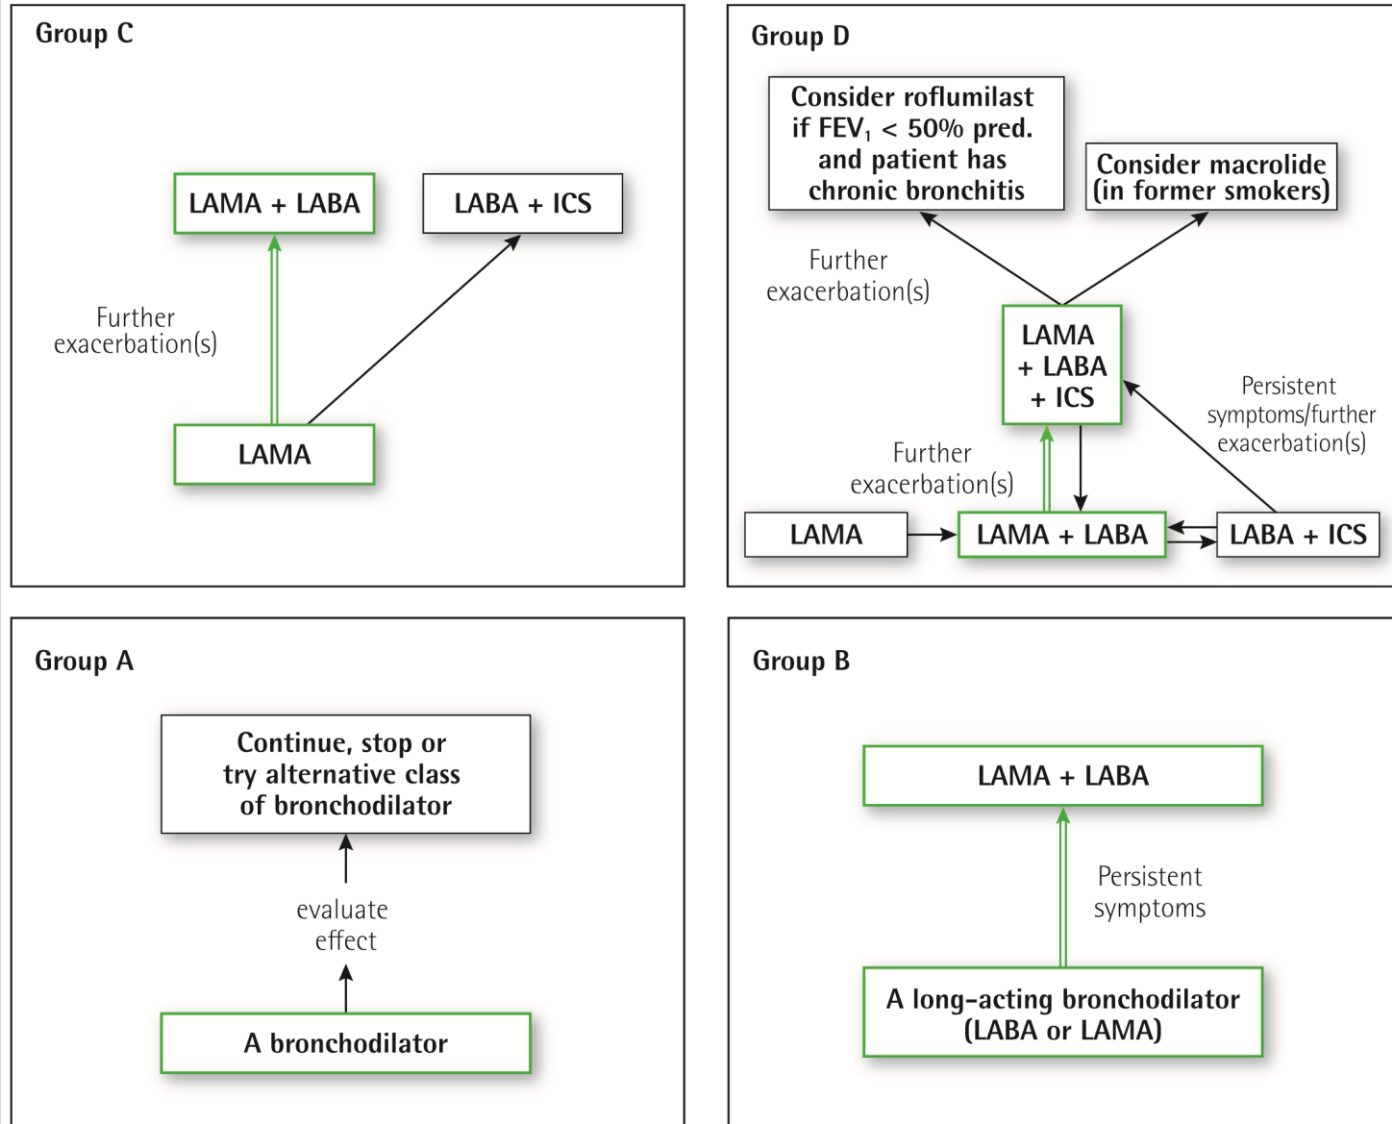 Group C
LAMA + LABA
LABA + ICS
Further
exacerbation(s)
LAMA
Group D
Consider roflumilast
if FEV₁ < 50% pred.
and patient has
chronic bronchitis
Consider macrolide
(in former smokers)
Further
exacerbation(s)
LAMA
+ LABA
+ ICS
Persistent
symptoms/further
exacerbation(s)
Further
exacerbation(s)
LAMA
LAMA + LABA
LABA + ICS
Group A
Continue, stop or
try alternative class
of bronchodilator
evaluate
effect
A bronchodilator
Group B
LAMA + LABA
Persistent
symptoms
A long-acting bronchodilator
(LABA or LAMA)